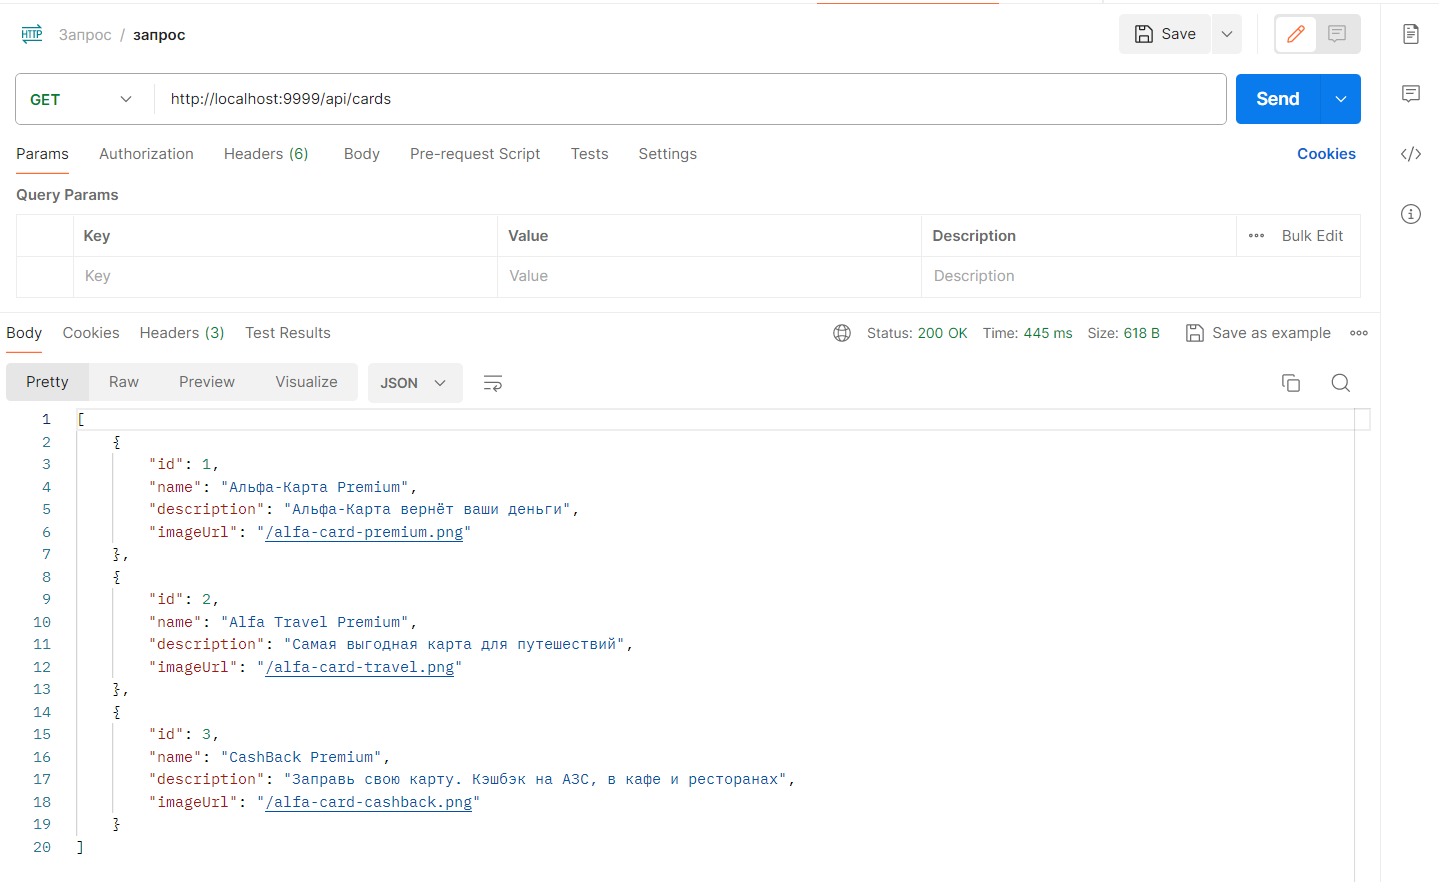 HTTP Запрос / запрос Save
GET http://localhost:9999/api/cards Send
Params Authorization Headers (6) Body Pre-request Script Tests Settings Cookies
Query Params
Key Value Description Bulk Edit
Key Value Description
Body Cookies Headers (3) Test Results Status: 200 OK Time: 445 ms Size: 618 B Save as example
Pretty Raw Preview Visualize JSON
1 [
2 {
3 "id": 1,
4 "name": "Альфа-Карта Premium",
5 "description": "Альфа-Карта вернёт ваши деньги",
6 "imageUrl": "/alfa-card-premium.png"
7 },
8 {
9 "id": 2,
10 "name": "Alfa Travel Premium",
11 "description": "Самая выгодная карта для путешествий",
12 "imageUrl": "/alfa-card-travel.png"
13 },
14 {
15 "id": 3,
16 "name": "CashBack Premium",
17 "description": "Заправь свою карту. Кэшбэк на АЗС, в кафе и ресторанах",
18 "imageUrl": "/alfa-card-cashback.png"
19 }
20 ]